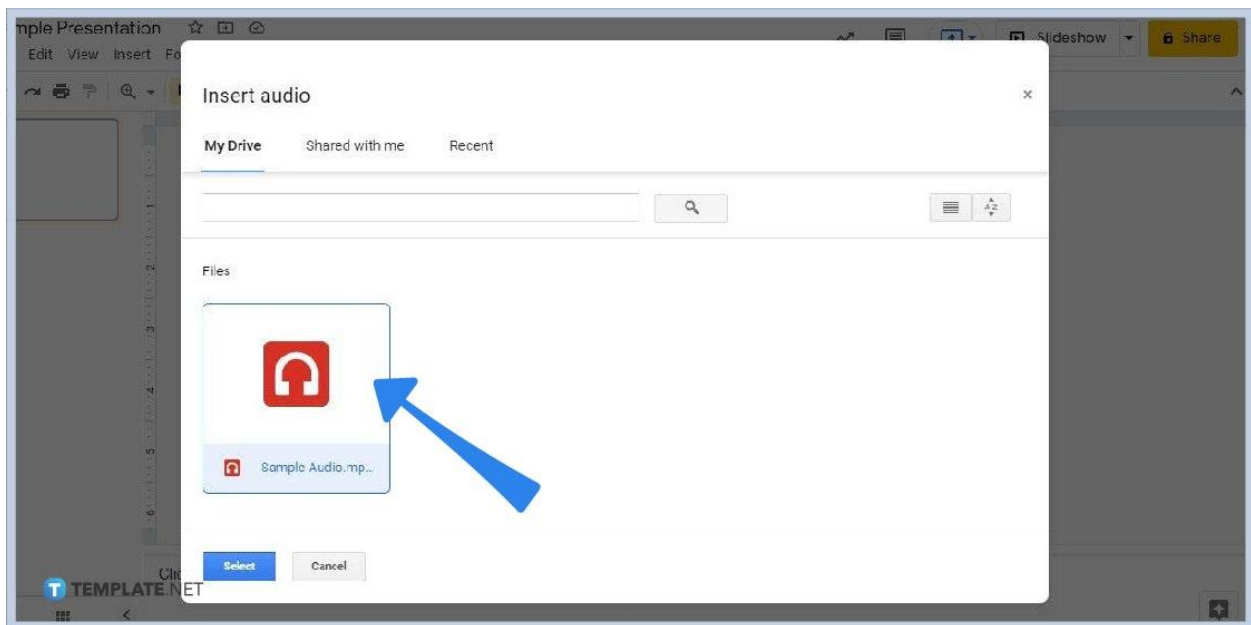 mple Presentation
Slideshow
Share
Edit View Insert Fo
Insert audio
My Drive Shared with me Recent
Files
Sample Audio.mp...
Select Cancel
TEMPLATE.NET